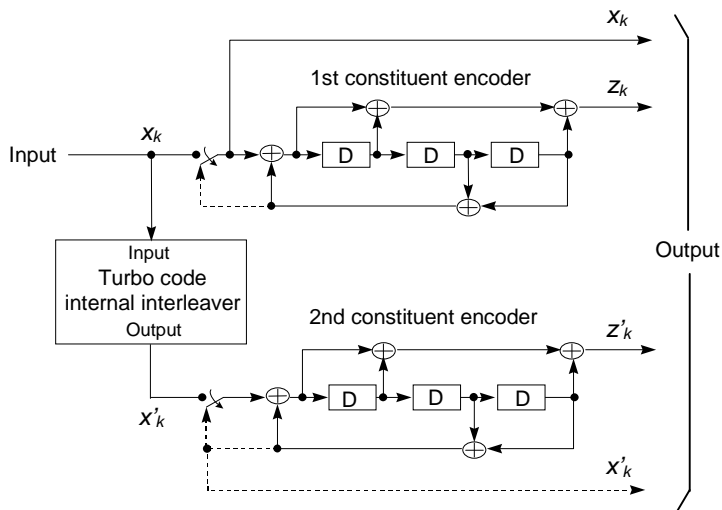 x_k
1st constituent encoder
z_k
Input
x_k
D
D
D
Input
Turbo code
internal interleaver
Output
Output
2nd constituent encoder
z'_k
x'_k
D
D
D
x'_k